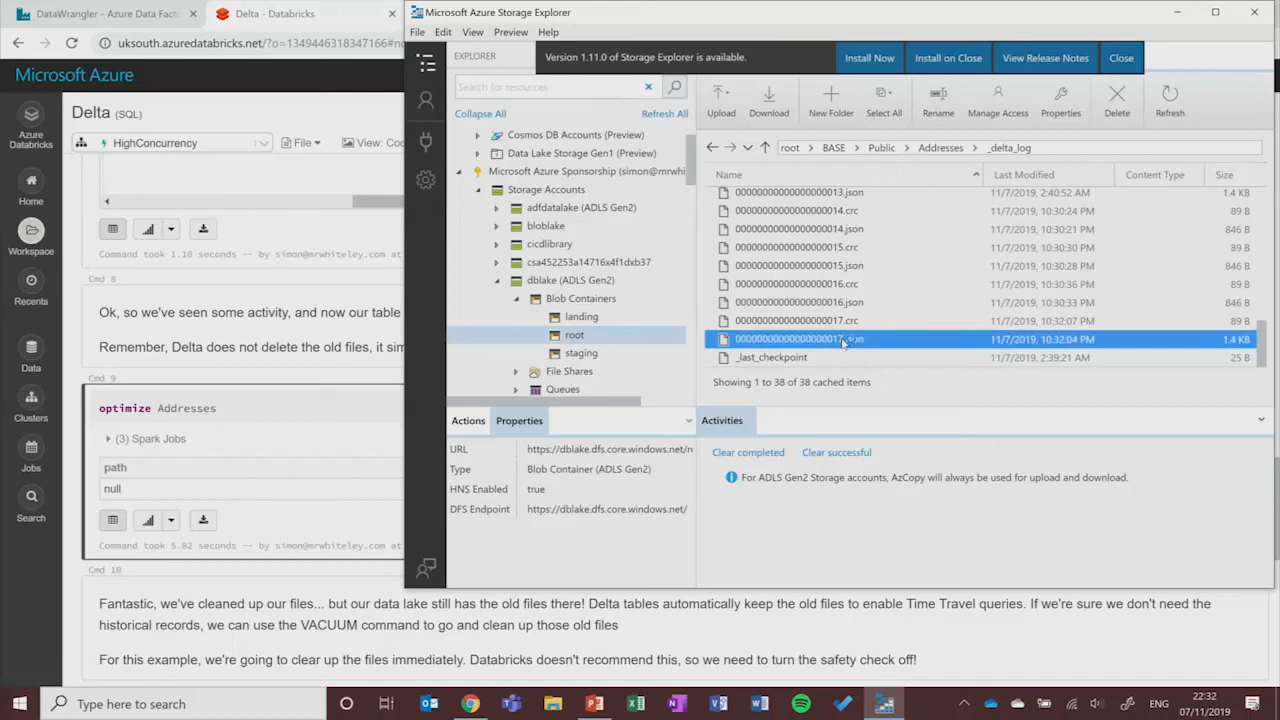 DataWrangler - Azure Data Facto
Delta - Databricks
uksouth.azuredatabricks.net/?o=1349446318347166#no
Microsoft Azure
Azure Databricks
Home
Workspace
Recents
Data
Clusters
Jobs
Search
Delta (SQL)
HighConcurrency
File
View: Co
Command took 1.10 seconds -- by simon@mrwhiteley.com at
Cmd 8
Ok, so we've seen some activity, and now our table
Remember, Delta does not delete the old files, it sim
Cmd 9
optimize Addresses
(3) Spark Jobs
path
null
Command took 5.82 seconds -- by simon@mrwhiteley.com at
Cmd 10
Fantastic, we've cleaned up our files... but our data lake still has the old files there! Delta tables automatically keep the old files to enable Time Travel queries. If we're sure we don't need the
historical records, we can use the VACUUM command to go and clean up those old files
For this example, we're going to clear up the files immediately. Databricks doesn't recommend this, so we need to turn the safety check off!
Microsoft Azure Storage Explorer
File Edit View Preview Help
EXPLORER
Version 1.11.0 of Storage Explorer is available.
Install Now
Install on Close
View Release Notes
Close
Search for resources
Collapse All
Refresh All
Cosmos DB Accounts (Preview)
Data Lake Storage Gen1 (Preview)
Microsoft Azure Sponsorship (simon@mrwhite
Storage Accounts
adfdatalake (ADLS Gen2)
bloblake
cicdlibrary
csa452253a14716x4f1dxb37
dblake (ADLS Gen2)
Blob Containers
landing
root
staging
File Shares
Queues
Actions
Properties
URL https://dblake.dfs.core.windows.net/r
Type Blob Container (ADLS Gen2)
HNS Enabled true
DFS Endpoint https://dblake.dfs.core.windows.net/
Upload Download New Folder Select All Rename Manage Access Properties Delete Refresh
root BASE Public Addresses _delta_log
Name Last Modified Content Type Size
00000000000000000013.json 11/7/2019, 2:40:52 AM 1.4 KB
00000000000000000014.crc 11/7/2019, 10:30:24 PM 89 B
00000000000000000014.json 11/7/2019, 10:30:21 PM 846 B
00000000000000000015.crc 11/7/2019, 10:30:30 PM 89 B
00000000000000000015.json 11/7/2019, 10:30:28 PM 846 B
00000000000000000016.crc 11/7/2019, 10:30:36 PM 89 B
00000000000000000016.json 11/7/2019, 10:30:33 PM 846 B
00000000000000000017.crc 11/7/2019, 10:32:07 PM 89 B
00000000000000000017.json 11/7/2019, 10:32:04 PM 1.4 KB
_last_checkpoint 11/7/2019, 2:39:21 AM 25 B
Showing 1 to 38 of 38 cached items
Activities
Clear completed Clear successful
For ADLS Gen2 Storage accounts, AzCopy will always be used for upload and download.
Type here to search
ENG
22:32
07/11/2019